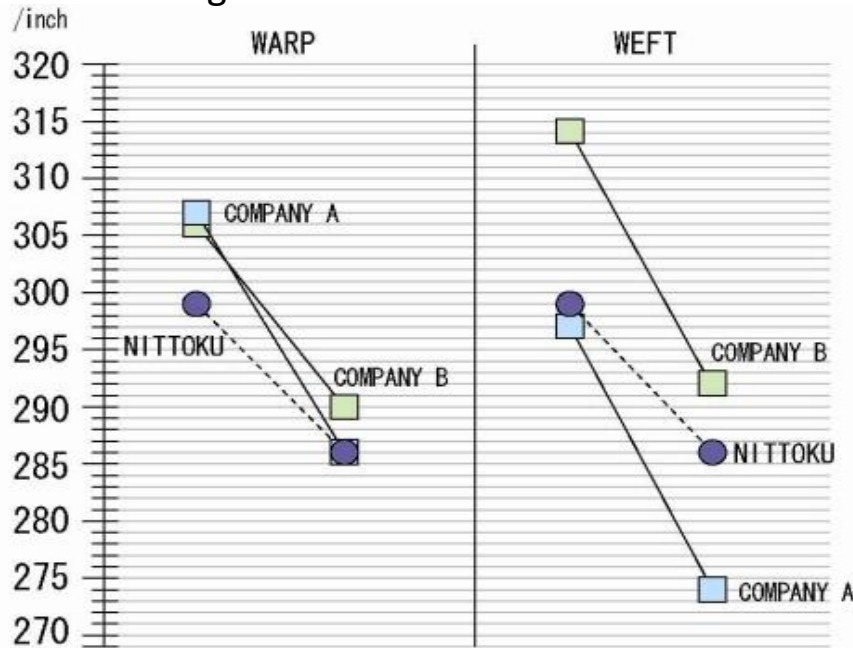 /inch
WARP
WEFT
320
315
310
305
300
295
290
285
280
275
270
COMPANY A
NITTOKU
COMPANY B
COMPANY B
NITTOKU
COMPANY A